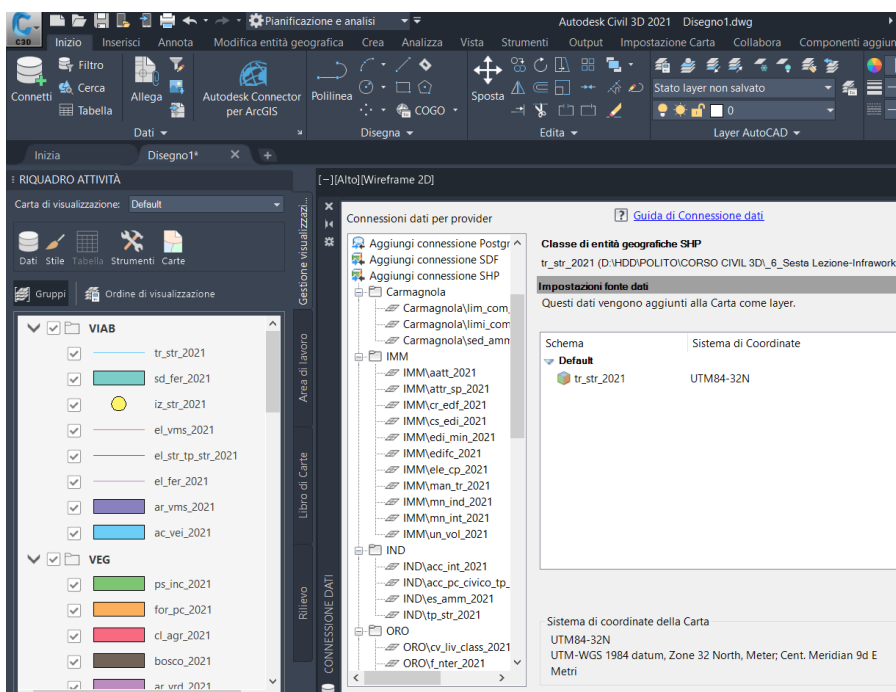 Pianificazione e analisi
Autodesk Civil 3D 2021 Disegno1.dwg
C3D
Inizio Inserisci Annota Modifica entità geografica Crea Analizza Vista Strumenti Output Impostazione Carta Collabora Componenti aggiun
Connetti
Filtro
Cerca
Tabella
Allega
Autodesk Connector
per ArcGIS
Polilinea
COGO
Sposta
Stato layer non salvato
0
Dati
Disegna
Edita
Layer AutoCAD
Inizia
Disegno1*
RIQUADRO ATTIVITÀ
[−][Alto][Wireframe 2D]
Carta di visualizzazione: Default
Dati Stile Tabella Strumenti Carte
Gruppi Ordine di visualizzazione
VIAB
tr_str_2021
sd_fer_2021
iz_str_2021
el_vms_2021
el_str_tp_str_2021
el_fer_2021
ar_vms_2021
ac_vei_2021
VEG
ps_inc_2021
for_pc_2021
cl_agr_2021
bosco_2021
ar_vrd_2021
Gestione visualizzazi...
Area di lavoro
Libro di Carte
Rilievo
CONNESSIONE DATI
Connessioni dati per provider
Guida di Connessione dati
Aggiungi connessione Postgr
Aggiungi connessione SDF
Aggiungi connessione SHP
Carmagnola
Carmagnola\lim_com_
Carmagnola\limi_com
Carmagnola\sed_amm
IMM
IMM\aatt_2021
IMM\attr_sp_2021
IMM\cr_edf_2021
IMM\cs_edi_2021
IMM\edi_min_2021
IMM\edifc_2021
IMM\ele_cp_2021
IMM\man_tr_2021
IMM\mn_ind_2021
IMM\mn_int_2021
IMM\un_vol_2021
IND
IND\acc_int_2021
IND\acc_pc_civico_tp_
IND\es_amm_2021
IND\tp_str_2021
ORO
ORO\cv_liv_class_2021
ORO\f_nter_2021
Classe di entità geografiche SHP
tr_str_2021 (D:\HDD\POLITO\CORSO CIVIL 3D\_6_Sesta Lezione-Infrawork
Impostazioni fonte dati
Questi dati vengono aggiunti alla Carta come layer.
Schema Sistema di Coordinate
Default
tr_str_2021 UTM84-32N
Sistema di coordinate della Carta
UTM84-32N
UTM-WGS 1984 datum, Zone 32 North, Meter; Cent. Meridian 9d E
Metri